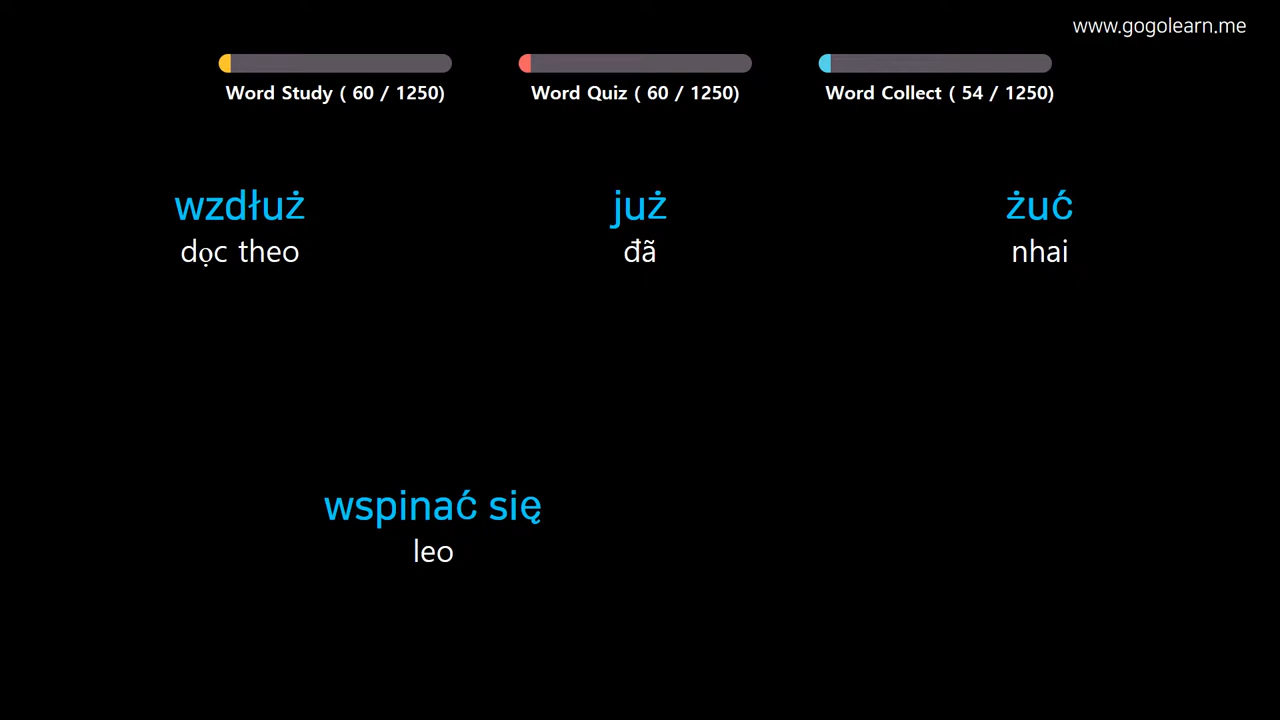 www.gogolearn.me
Word Study ( 60 / 1250)
Word Quiz ( 60 / 1250)
Word Collect ( 54 / 1250)
wzdłuż
dọc theo
już
đã
żuć
nhai
wspinać się
leo